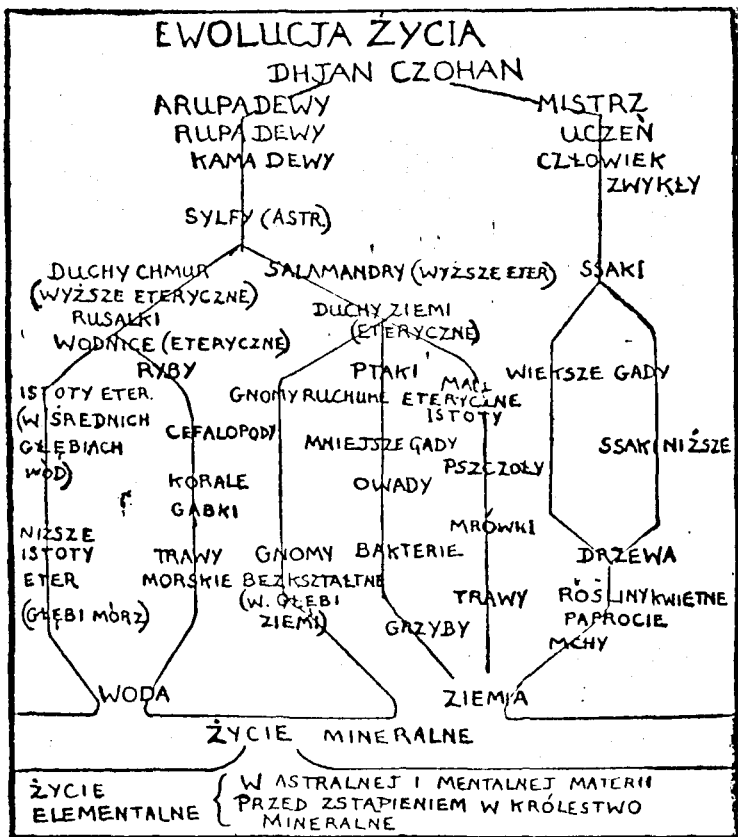 EWOLUCJA ŻYCIA
DHJAN CZOHAN
ARUPADEWY
RUPA DEWY
KAMA DEWY
MISTRZ
UCZEŃ
CZŁOWIEK
ZWYKŁY
SYLFY (ASTR.)
DUCHY CHMUR
(WYŻSZE ETERYCZNE)
RUSAŁKI
WODNICE (ETERYCZNE)
SALAMANDRY (WYŻSZE ETER)
DUCHY ZIEMI
(ETERYCZNE)
SSAKI
ISTOTY ETER.
(W ŚREDNICH
GŁĘBIACH
WÓD)
RYBY
CEFALOPODY
KORALE
GĄBKI
GNOMY RUCHOME
PTAKI
MNIEJSZE GADY
OWADY
MAŁE
ETERYCZNE
ISTOTY
PSZCZOŁY
MRÓWKI
WIEKSZE GADY
SSAKI NIŻSZE
NIŻSZE
ISTOTY
ETER
(GŁĘBI MÓRZ)
TRAWY
MORSKIE
GNOMY
BEZKSZTAŁTNE
(W. GŁĘBI
ZIEMI)
BAKTERIE
GRZYBY
TRAWY
DRZEWA
ROŚLINY KWIETNE
PAPROCIE
MCHY
WODA
ZIEMIA
ŻYCIE MINERALNE
ŻYCIE
ELEMENTALNE
W ASTRALNEJ I MENTALNEJ MATERII
PRZED ZSTĄPIENIEM W KRÓLESTWO
MINERALNE